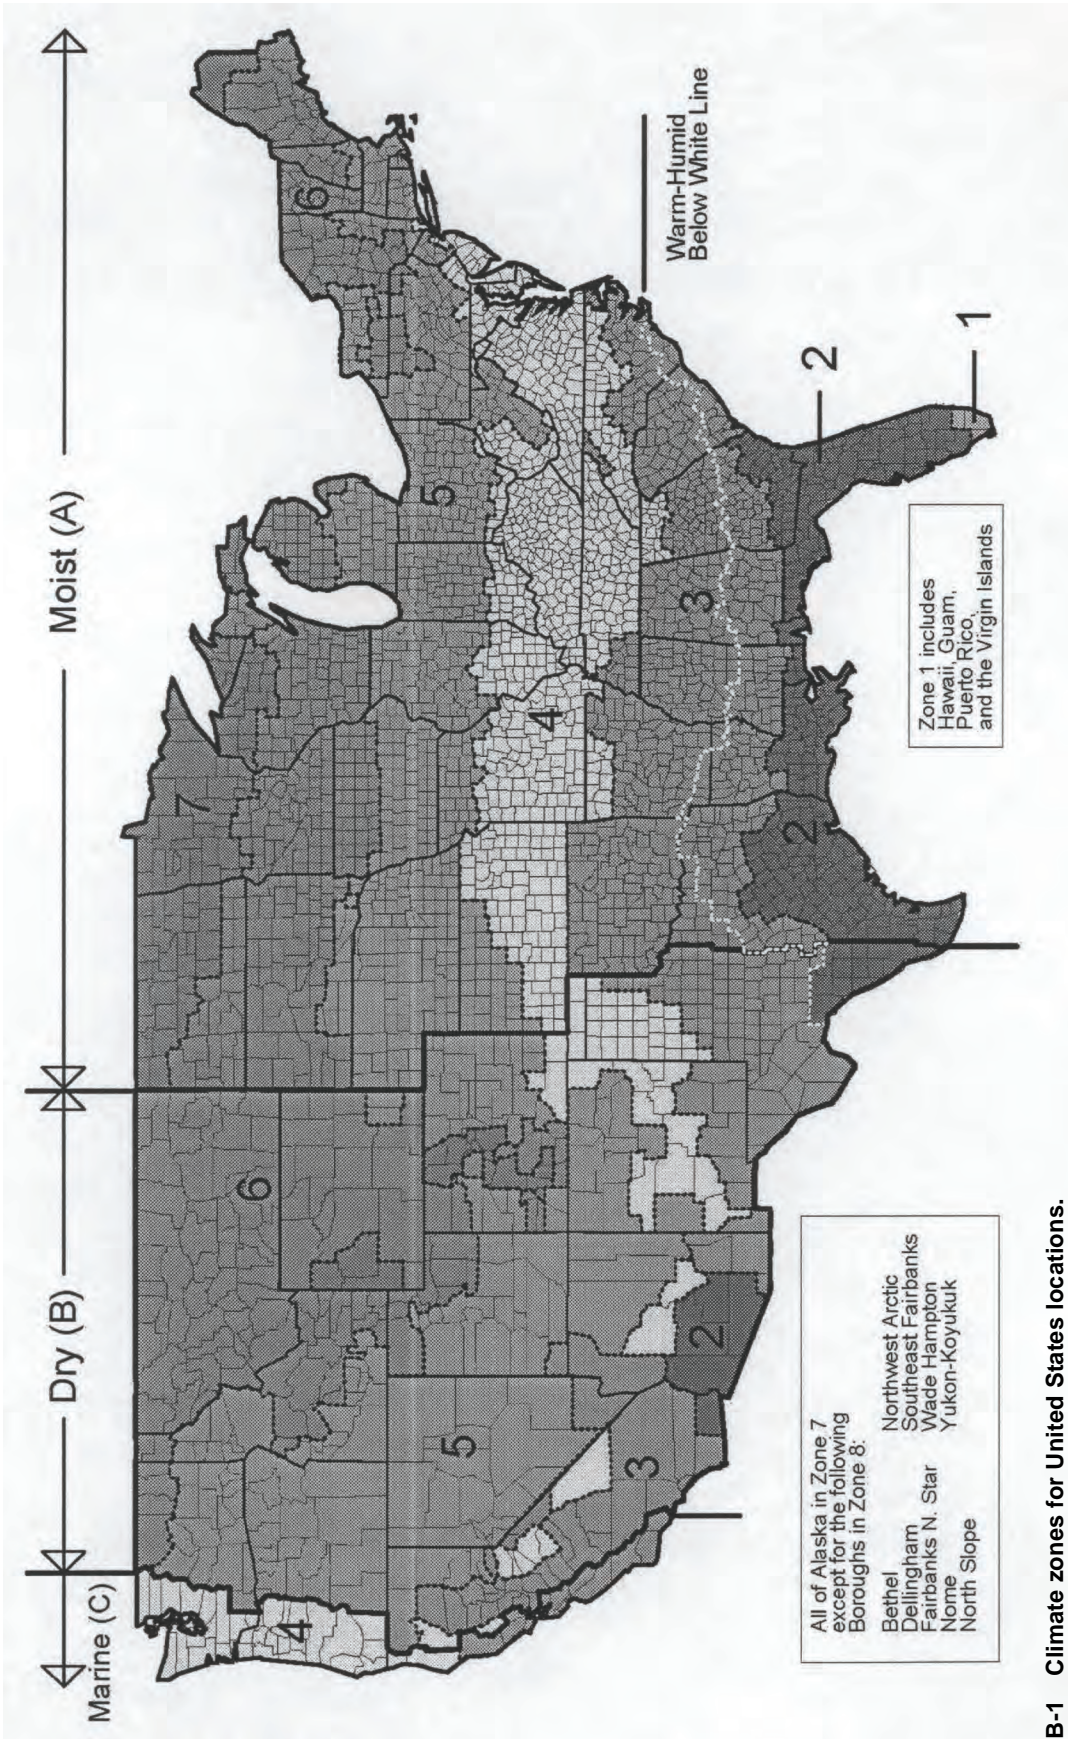 Marine (C)
Dry (B)
Moist (A)
7
6
6
5
5
4
4
3
3
2
2
2
1
Warm-Humid
Below White Line
All of Alaska in Zone 7
except for the following
Boroughs in Zone 8:
Bethel
Dellingham
Fairbanks N. Star
Nome
North Slope
Northwest Arctic
Southeast Fairbanks
Wade Hampton
Yukon-Koyukuk
Zone 1 includes
Hawaii, Guam,
Puerto Rico,
and the Virgin Islands
B-1 Climate zones for United States locations.